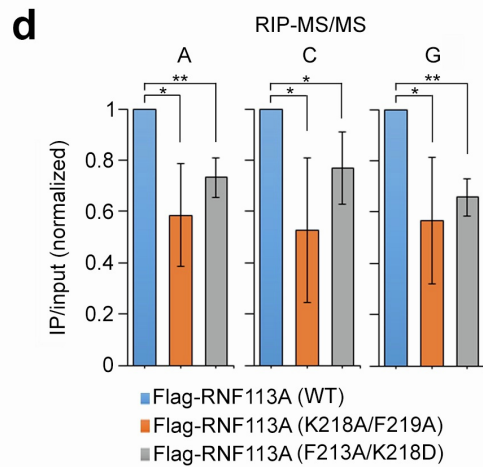 d
RIP-MS/MS
A C G
** * **
* * *
IP/input (normalized)
1
0.8
0.6
0.4
0.2
0
Flag-RNF113A (WT)
Flag-RNF113A (K218A/F219A)
Flag-RNF113A (F213A/K218D)